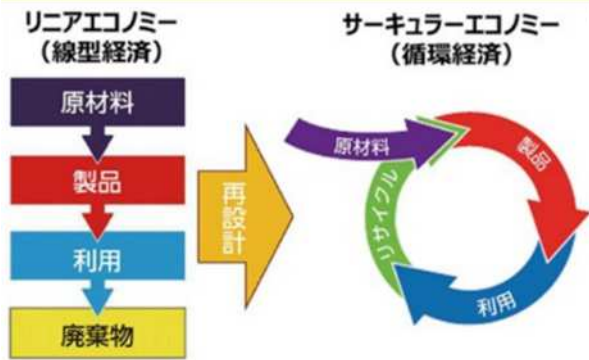 リニアエコノミー
（線型経済）
原材料
製品
利用
廃棄物
再設計
サーキュラーエコノミー
（循環経済）
原材料
製品
利用
リサイクル